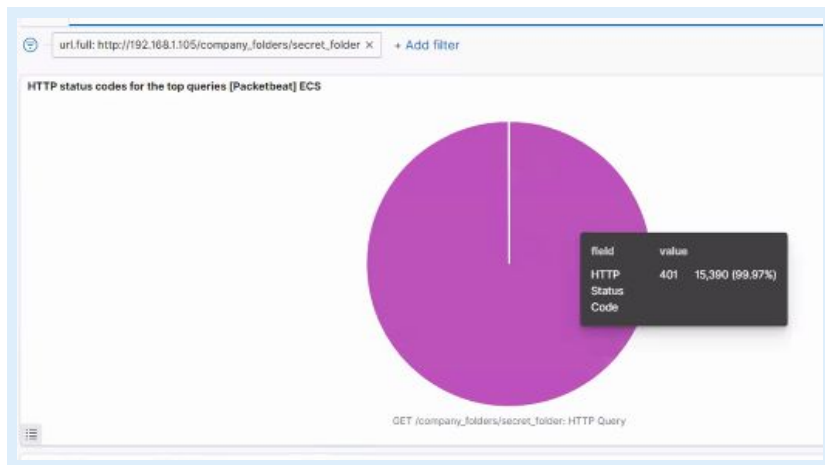 url.full: http://192.168.1.105/company_folders/secret_folder × + Add filter
HTTP status codes for the top queries [Packetbeat] ECS
field value
HTTP 401 15,390 (99.97%)
Status
Code
GET /company_folders/secret_folder: HTTP Query